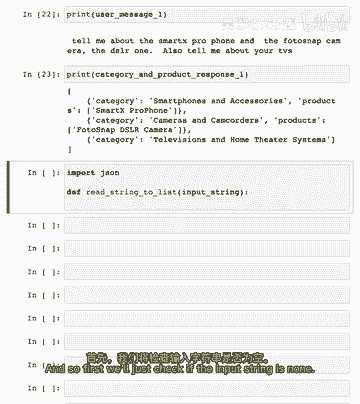 In [22]: print(user_message_1)
tell me about the smartx pro phone and the fotosnap cam
era, the dslr one. Also tell me about your tvs
In [23]: print(category_and_product_response_1)
[
{'category': 'Smartphones and Accessories', 'product
s': ['SmartX ProPhone']},
{'category': 'Cameras and Camcorders', 'products':
['FotoSnap DSLR Camera']},
{'category': 'Televisions and Home Theater Systems'}
]
In [ ]: import json
def read_string_to_list(input_string):
In [ ]:
In [ ]:
In [ ]:
In [ ]:
In [ ]:
In [ ]:
In [ ]:
首先，我们将检查输入字符串是否为空。
And so first we'll just check if the input string is none.
In [ ]: